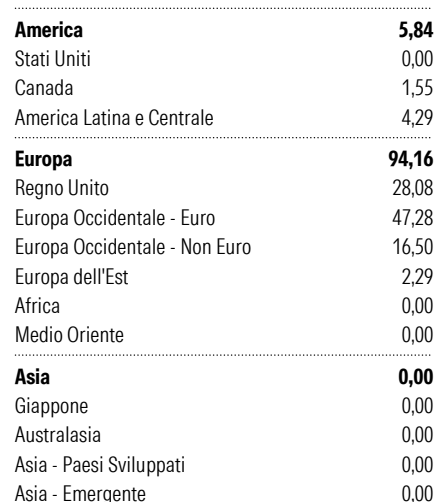 America 5,84
Stati Uniti 0,00
Canada 1,55
America Latina e Centrale 4,29
Europa 94,16
Regno Unito 28,08
Europa Occidentale - Euro 47,28
Europa Occidentale - Non Euro 16,50
Europa dell'Est 2,29
Africa 0,00
Medio Oriente 0,00
Asia 0,00
Giappone 0,00
Australasia 0,00
Asia - Paesi Sviluppati 0,00
Asia - Emergente 0,00